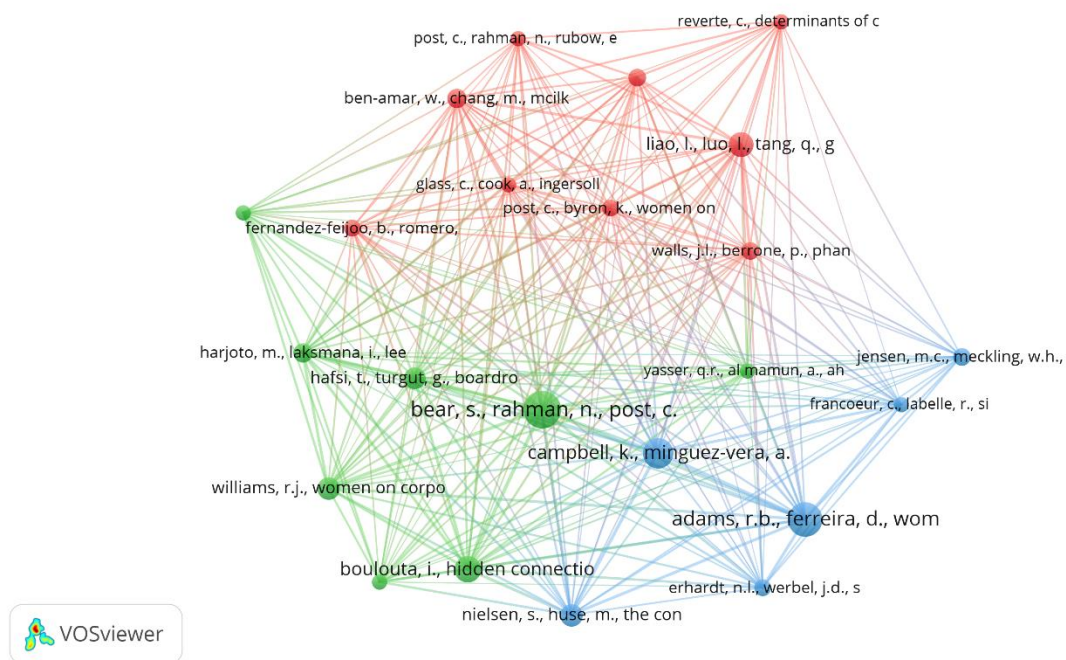 reverte, c., determinants of c
post, c., rahman, n., rubow, e
ben-amar, w., chang, m., mcilk
liao, l., luo, l., tang, q., g
glass, c., cook, a., ingersoll
post, c., byron, k., women on
fernandez-feijoo, b., romero,
walls, j.l., berrone, p., phan
harjoto, m., laksmana, i., lee
jensen, m.c., meckling, w.h.,
yasser, q.r., al mamun, a., ah
hafsi, t., turgut, g., boardro
francoeur, c., labelle, r., si
bear, s., rahman, n., post, c.
campbell, k., minguez-vera, a.
williams, r.j., women on corpo
adams, r.b., ferreira, d., wom
boulouta, i., hidden connectio
erhardt, n.l., werbel, j.d., s
nielsen, s., huse, m., the con
VOSviewer